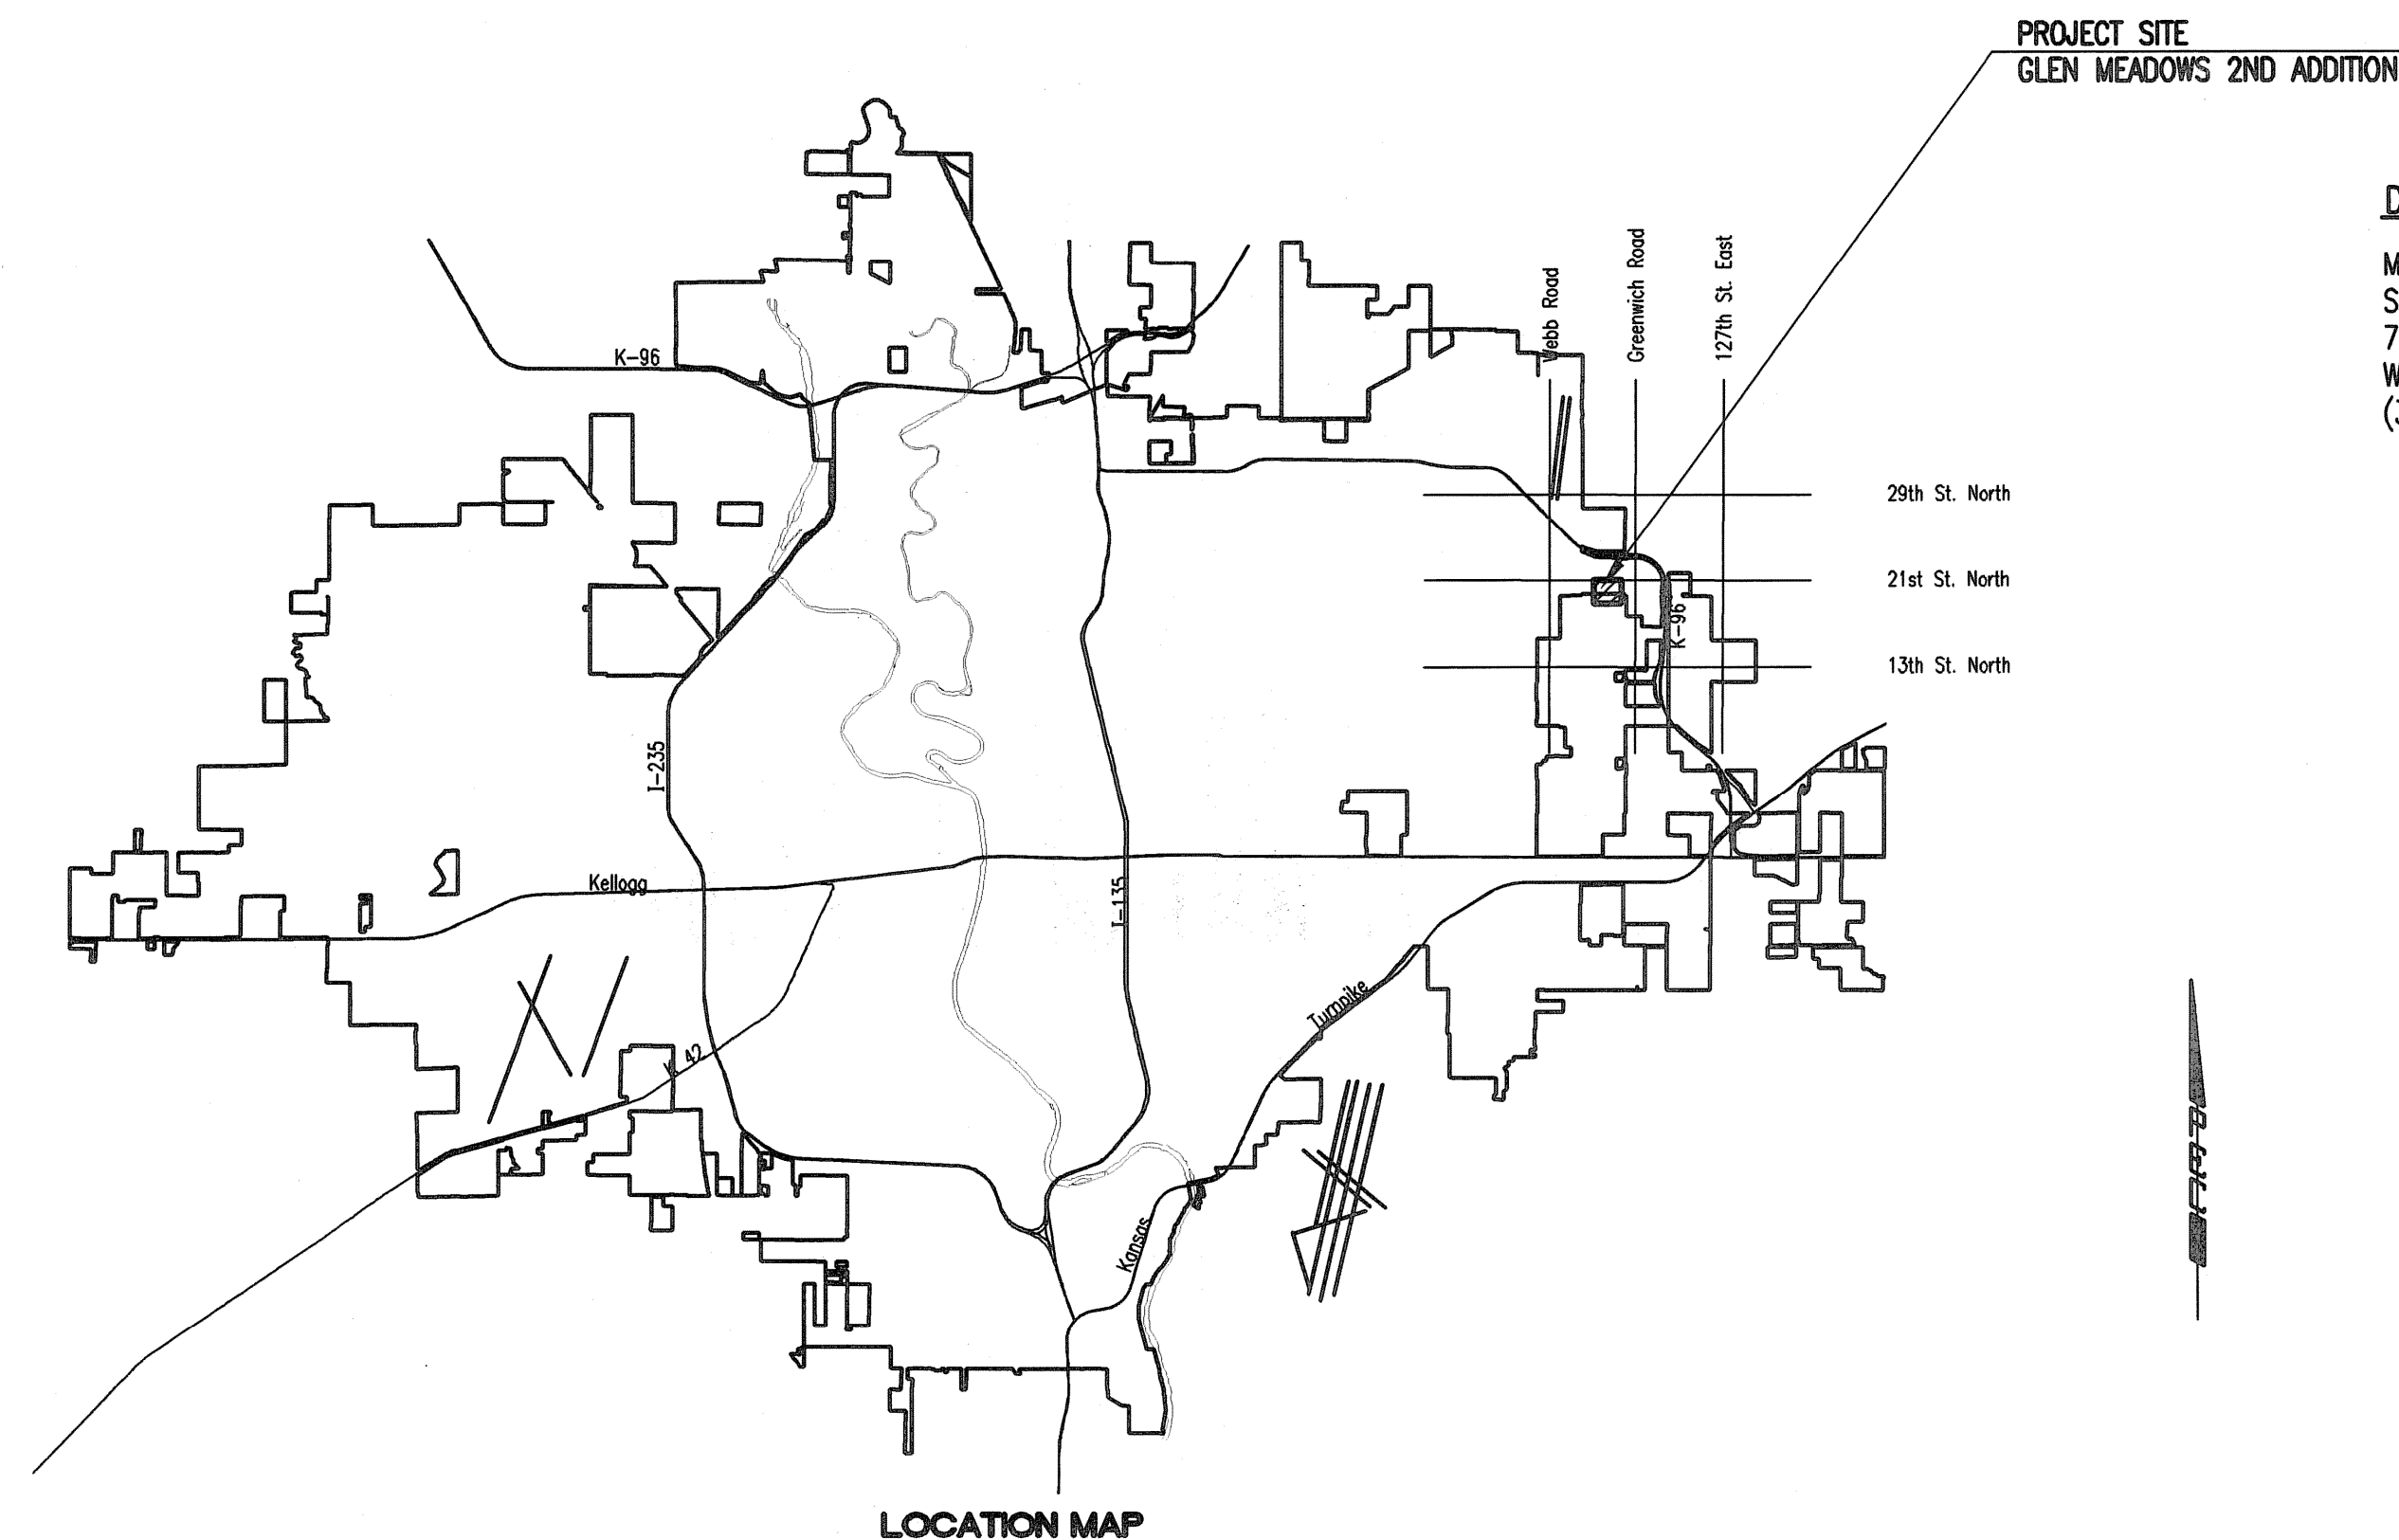 PROJECT SITE
GLEN MEADOWS 2ND ADDITION
D
M
S
7
W
(
Webb Road
Greenwich Road
127th St. East
K-96
29th St. North
21st St. North
K-96
13th St. North
I-235
Kellogg
I-135
Turnpike
K 42
Kansas
LOCATION MAP